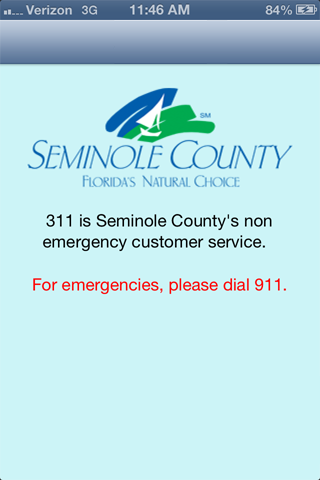 Verizon 3G 11:46 AM 84%
SM
SEMINOLE COUNTY
FLORIDA'S NATURAL CHOICE
311 is Seminole County's non
emergency customer service.
For emergencies, please dial 911.